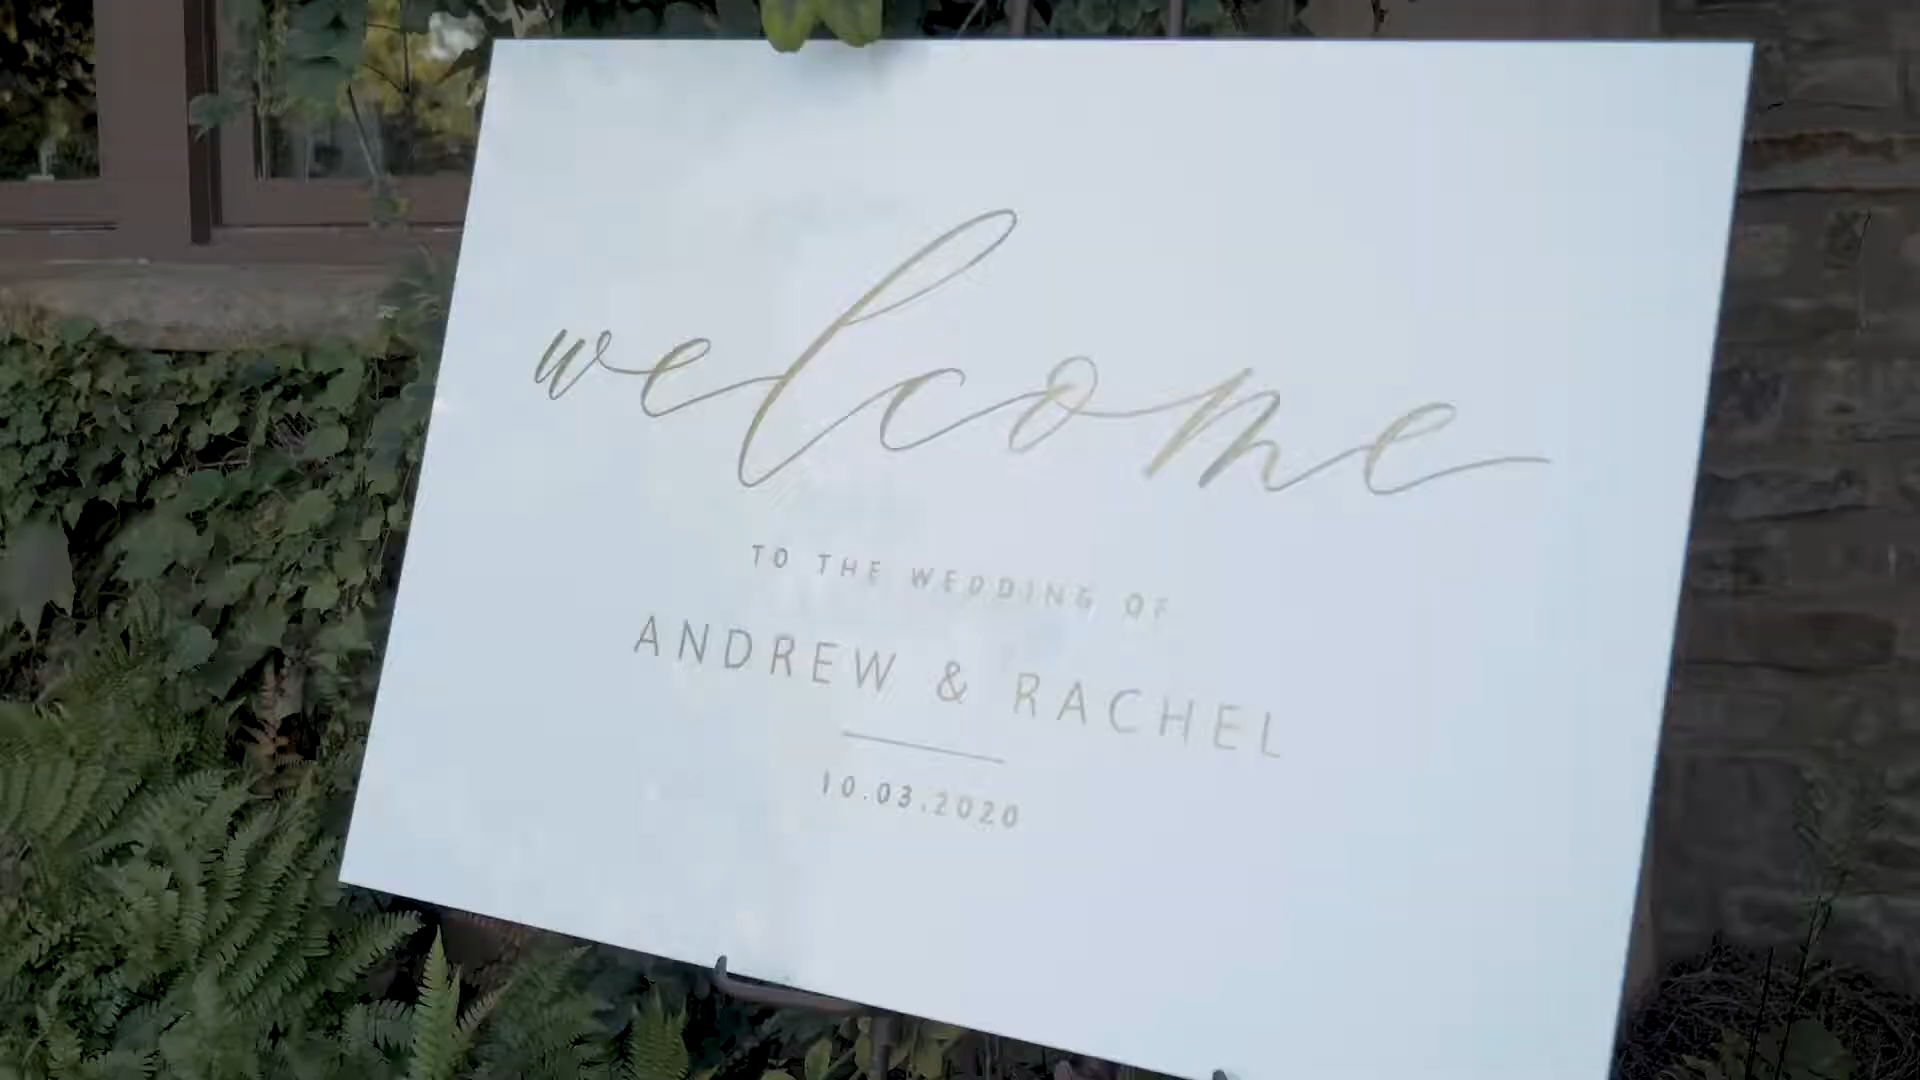 welcome
TO THE WEDDING OF
ANDREW & RACHEL
10.03.2020